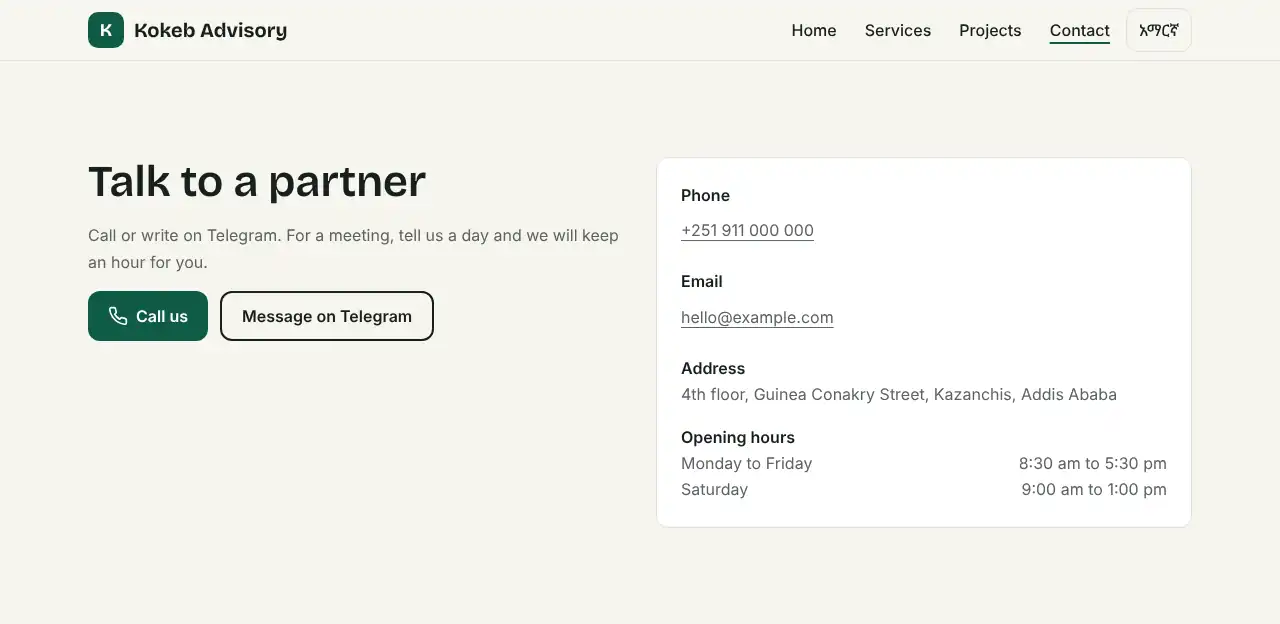 K Kokeb Advisory
Home Services Projects Contact አማርኛ
Talk to a partner
Call or write on Telegram. For a meeting, tell us a day and we will keep
an hour for you.
Call us
Message on Telegram
Phone
+251 911 000 000
Email
hello@example.com
Address
4th floor, Guinea Conakry Street, Kazanchis, Addis Ababa
Opening hours
Monday to Friday 8:30 am to 5:30 pm
Saturday 9:00 am to 1:00 pm